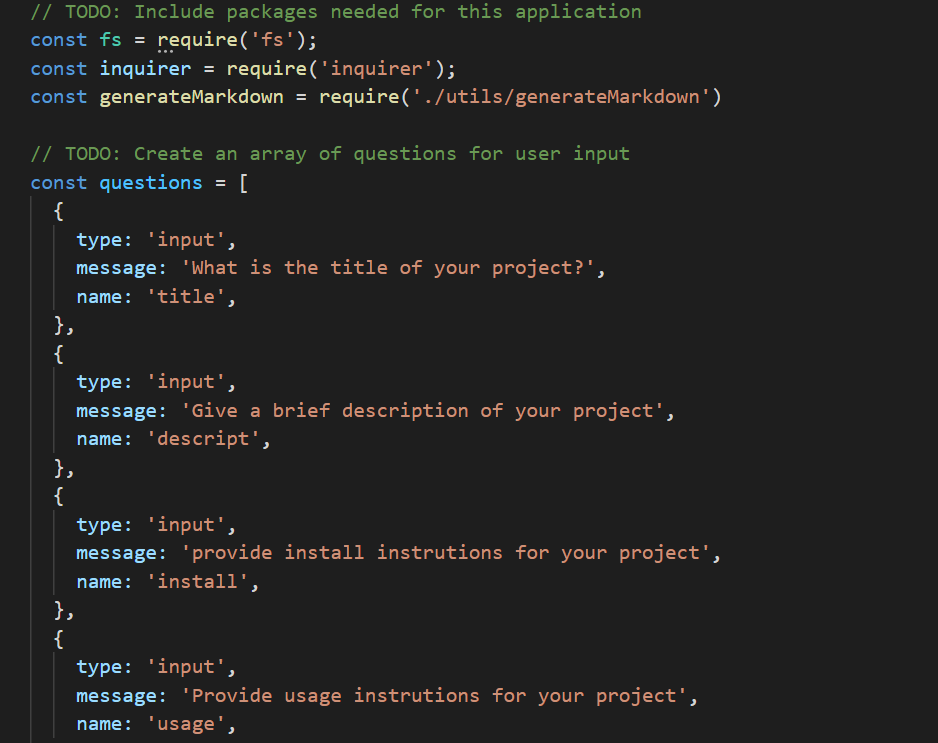 // TODO: Include packages needed for this application
const fs = require('fs');
const inquirer = require('inquirer');
const generateMarkdown = require('./utils/generateMarkdown')
// TODO: Create an array of questions for user input
const questions = [
{
type: 'input',
message: 'What is the title of your project?',
name: 'title',
},
{
type: 'input',
message: 'Give a brief description of your project',
name: 'descript',
},
{
type: 'input',
message: 'provide install instrutions for your project',
name: 'install',
},
{
type: 'input',
message: 'Provide usage instrutions for your project',
name: 'usage',